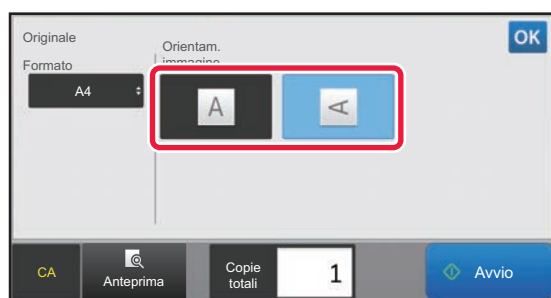 Originale
Orientam.
immagine
OK
Formato
A4
A
A
CA
Anteprima
Copie
totali
1
Avvio